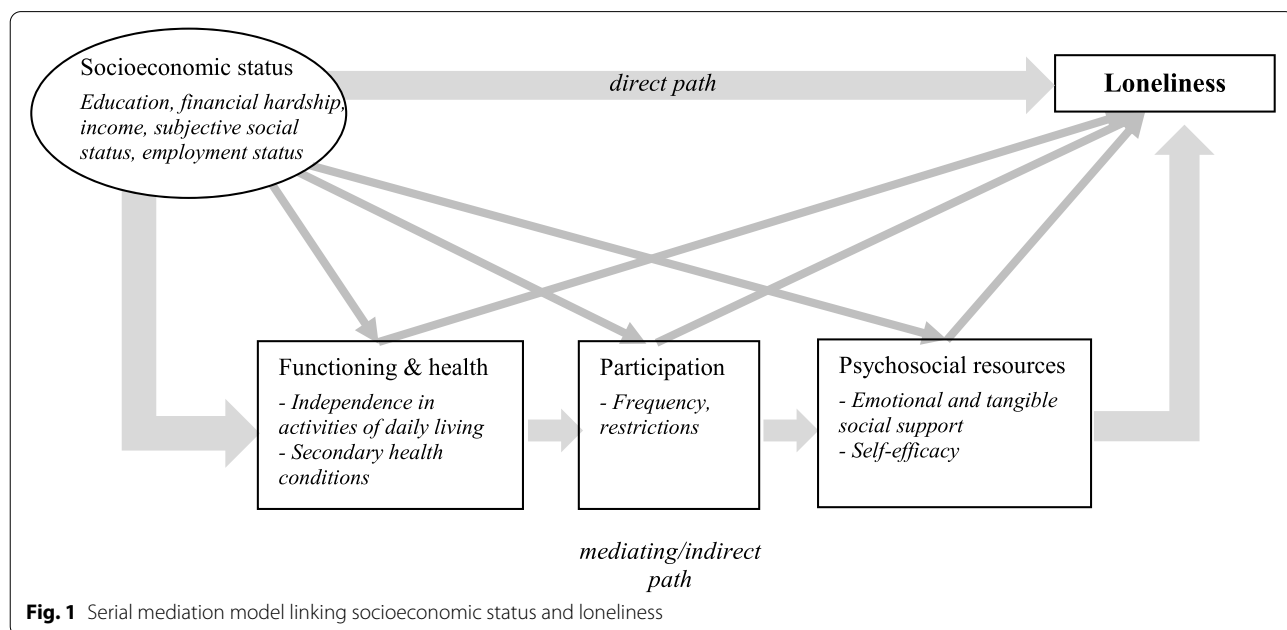 Socioeconomic status
Education, financial hardship,
income, subjective social
status, employment status
direct path
Loneliness
Functioning & health
- Independence in
activities of daily living
- Secondary health
conditions
Participation
- Frequency,
restrictions
Psychosocial resources
- Emotional and tangible
social support
- Self-efficacy
mediating/indirect
path
Fig. 1 Serial mediation model linking socioeconomic status and loneliness